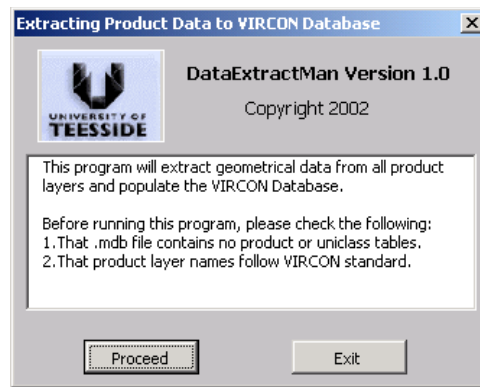 Extracting Product Data to VIRCON Database
UNIVERSITY OF
TEESSIDE
DataExtractMan Version 1.0
Copyright 2002
This program will extract geometrical data from all product
layers and populate the VIRCON Database.
Before running this program, please check the following:
1.That .mdb file contains no product or uniclass tables.
2.That product layer names follow VIRCON standard.
Proceed
Exit